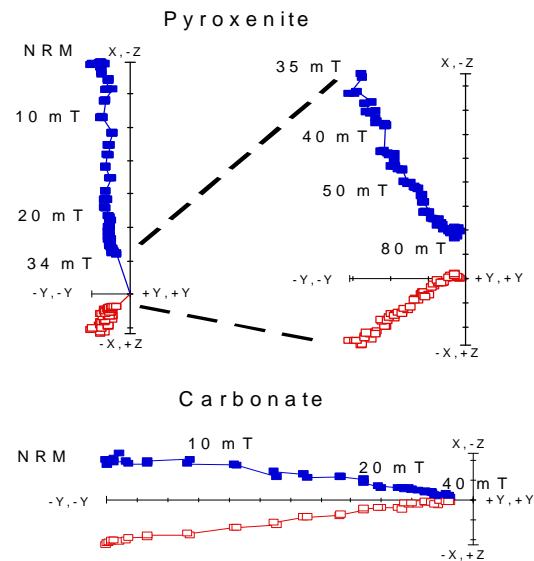 Pyroxenite
NRM
X,-Z
10 mT
20 mT
34 mT
-Y,-Y
+Y,+Y
-X,+Z
X,-Z
35 mT
40 mT
50 mT
80 mT
-Y,-Y
+Y,+Y
-X,+Z
Carbonate
NRM
10 mT
20 mT
40 mT
X,-Z
-Y,-Y
+Y,+Y
-X,+Z